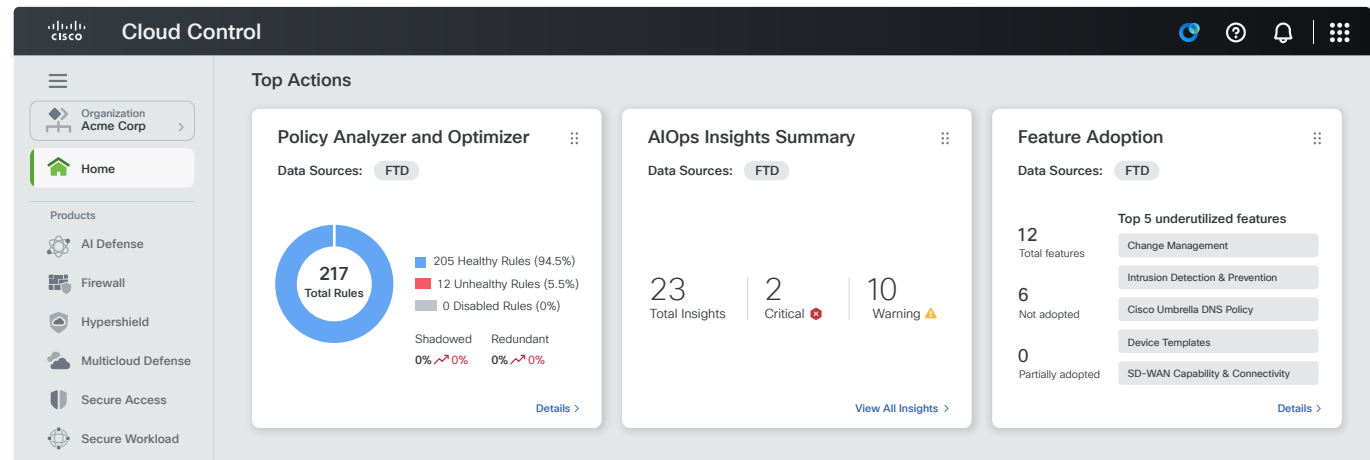 cisco
Cloud Control
Organization
Acme Corp
Home
Products
AI Defense
Firewall
Hypershield
Multicloud Defense
Secure Access
Secure Workload
Top Actions
Policy Analyzer and Optimizer
Data Sources: FTD
217
Total Rules
205 Healthy Rules (94.5%)
12 Unhealthy Rules (5.5%)
0 Disabled Rules (0%)
Shadowed Redundant
0% 0% 0% 0%
Details >
AIOps Insights Summary
Data Sources: FTD
23
Total Insights
2
Critical
10
Warning
View All Insights >
Feature Adoption
Data Sources: FTD
12
Total features
6
Not adopted
0
Partially adopted
Top 5 underutilized features
Change Management
Intrusion Detection & Prevention
Cisco Umbrella DNS Policy
Device Templates
SD-WAN Capability & Connectivity
Details >